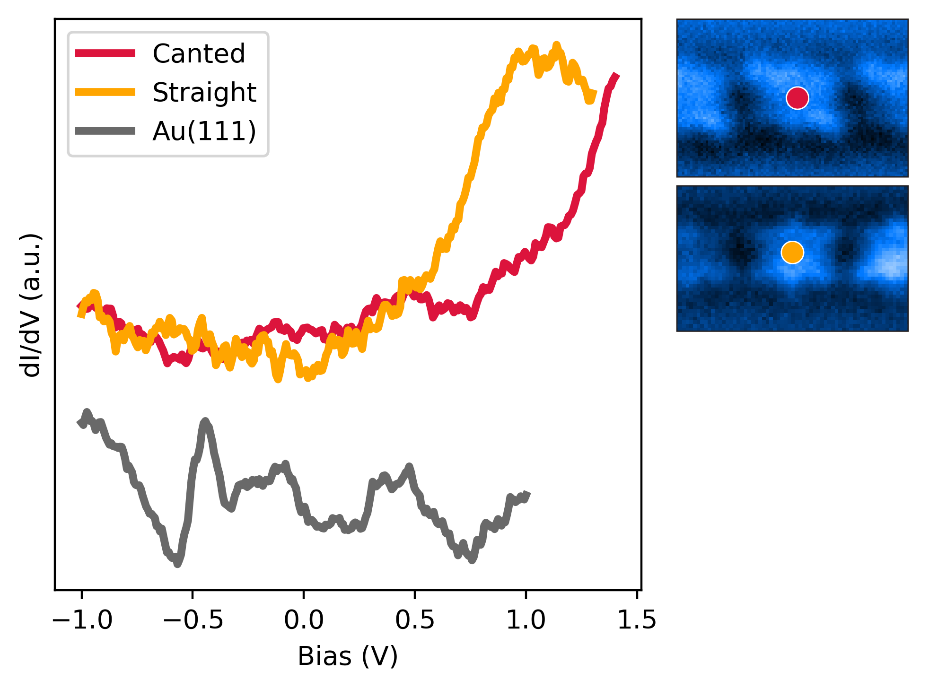 Canted
Straight
Au(111)
dI/dV (a.u.)
−1.0 −0.5 0.0 0.5 1.0 1.5
Bias (V)